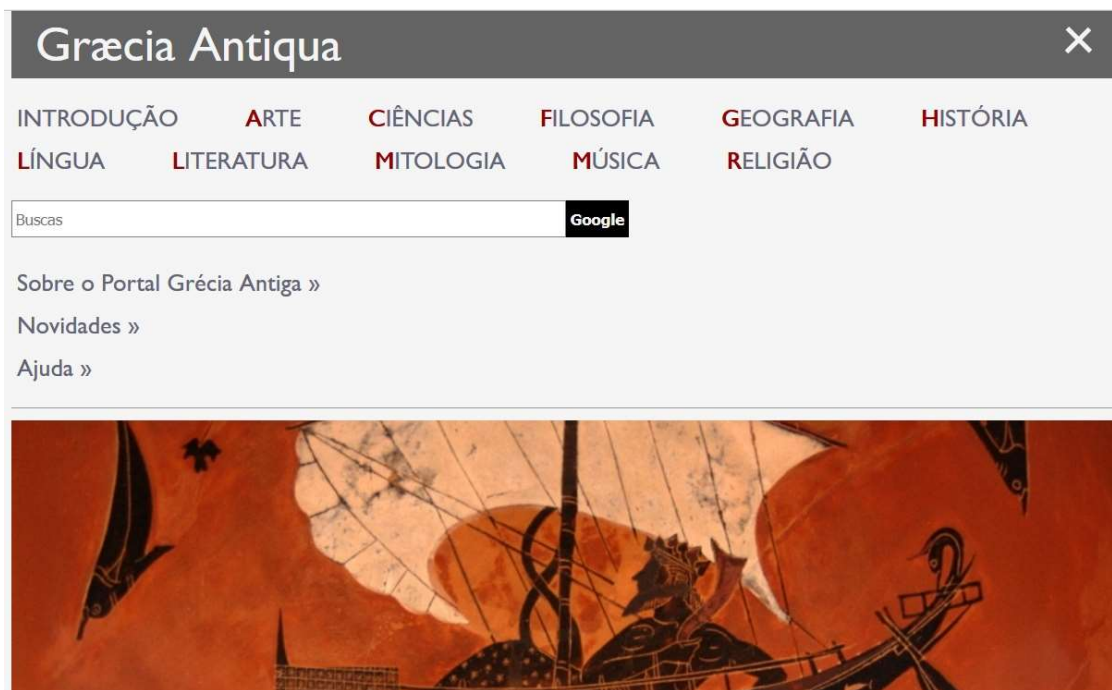 Græcia Antiqua ×
INTRODUÇÃO ARTE CIÊNCIAS FILOSOFIA GEOGRAFIA HISTÓRIA
LÍNGUA LITERATURA MITOLOGIA MÚSICA RELIGIÃO
Buscas Google
Sobre o Portal Grécia Antiga »
Novidades »
Ajuda »